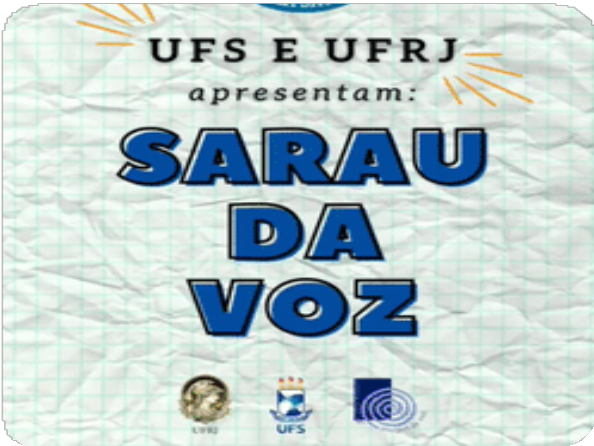 UFS E UFRJ
apresentam:
SARAU
DA
VOZ
UFRJ
UFS